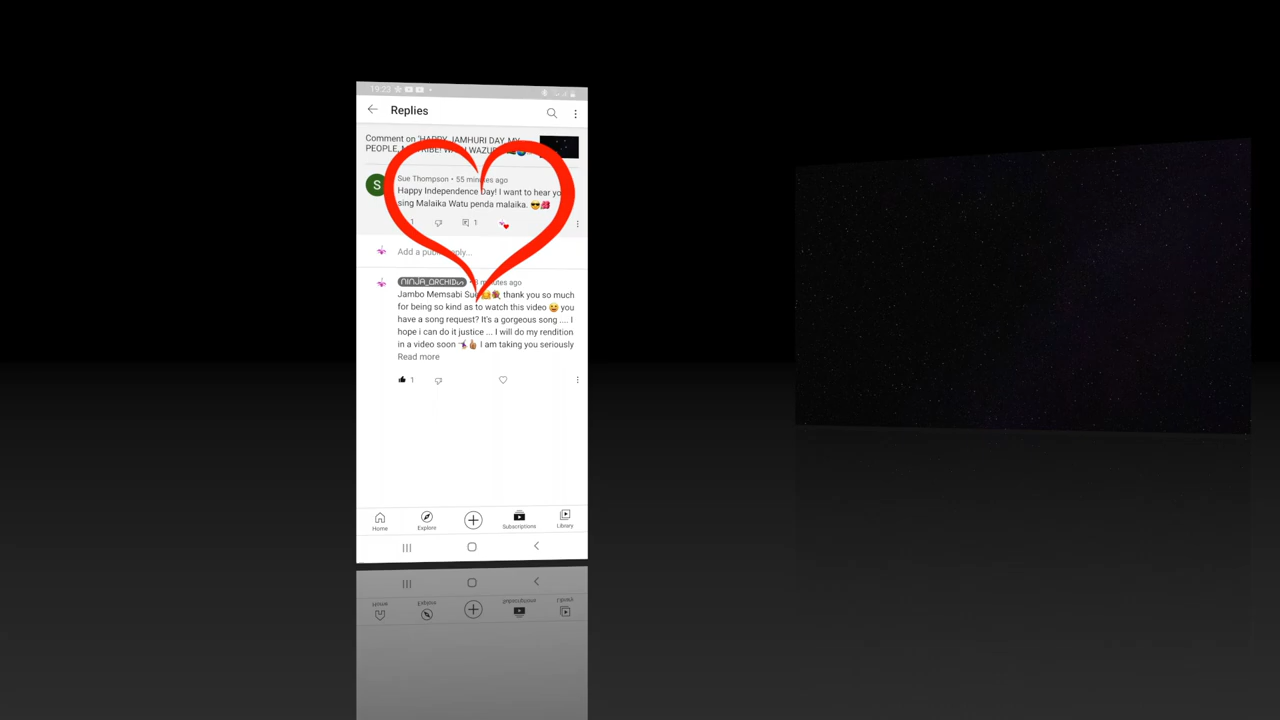 19:23
Replies
Comment on 'HAPPY JAMHURI DAY, MY
PEOPLE,
S
Sue Thompson • 55 minutes ago
Happy Independence Day! I want to hear yo
sing Malaika Watu penda malaika. 😎🌺
1 1
Add a public reply...
NINJA_ORCHID
minutes ago
Jambo Memsabi Sue thank you so much
for being so kind as to watch this video 😆 you
have a song request? It's a gorgeous song .... I
hope i can do it justice ... I will do my rendition
in a video soon I am taking you seriously
Read more
1
Home Explore Subscriptions Library